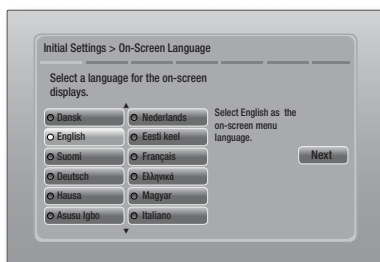 Initial Settings > On-Screen Language
Select a language for the on-screen
displays.
Dansk
Nederlands
English
Eesti keel
Suomi
Français
Deutsch
Ελληνικά
Hausa
Magyar
Asusu Igbo
Italiano
Select English as the
on-screen menu
language.
Next